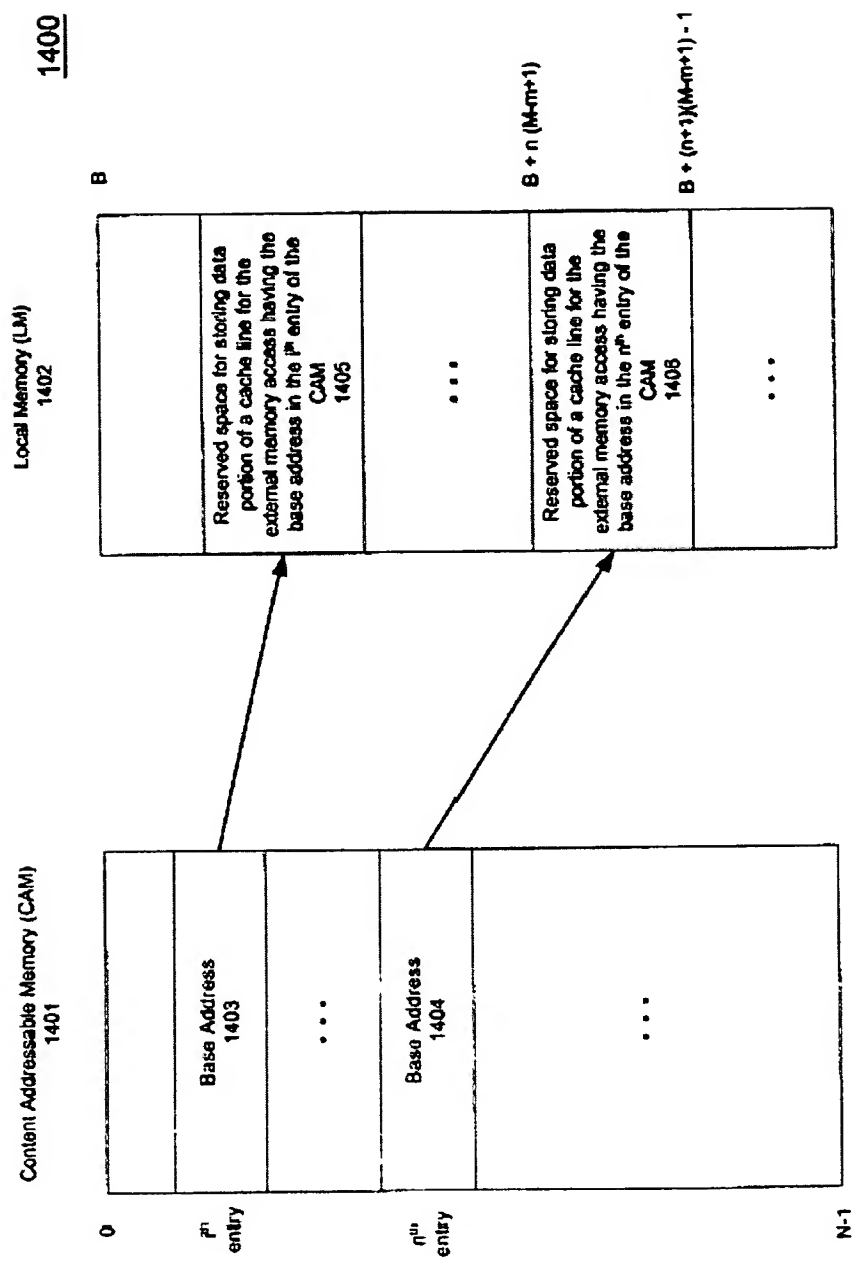 1400
Content Addressable Memory (CAM)
1401
0
ith
entry
Base Address
1403
• • •
nth
entry
Base Address
1404
• • •
N-1
Local Memory (LM)
1402
B
Reserved space for storing data
portion of a cache line for the
external memory access having the
base address in the ith entry of the
CAM
1405
• • •
B + n (M-m+1)
Reserved space for storing data
portion of a cache line for the
external memory access having the
base address in the nth entry of the
CAM
1406
B + (n+1)(M-m+1) - 1
• • •